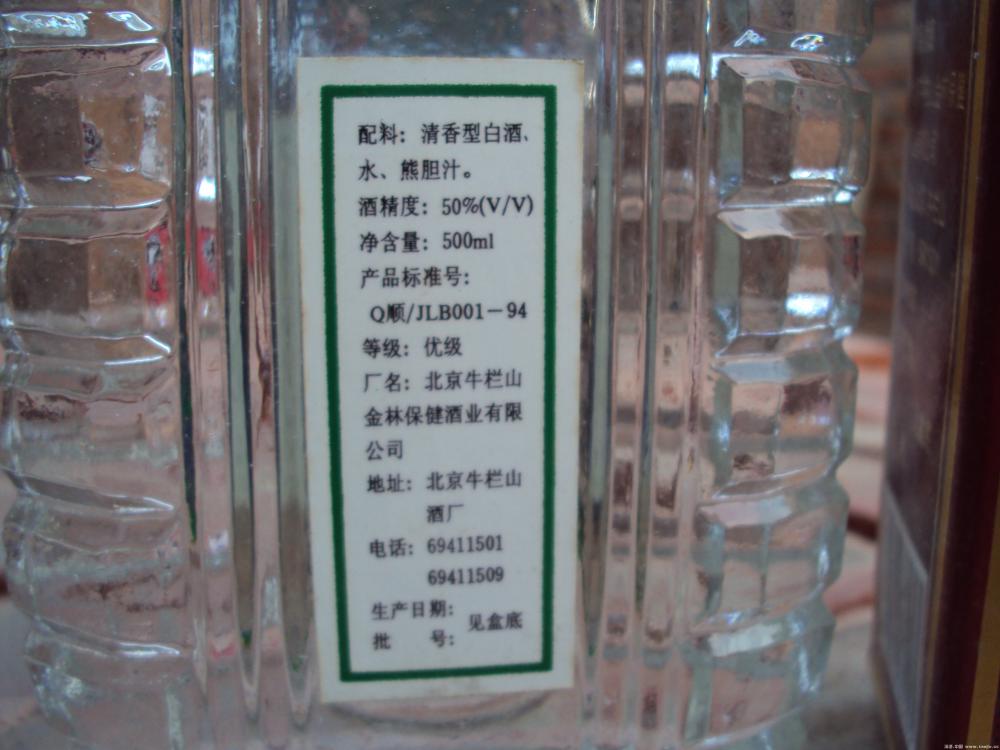 配料：清香型白酒、
水、熊胆汁。
酒精度：50%(V/V)
净含量：500ml
产品标准号：
Q顺/JLB001－94
等级：优级
厂名：北京牛栏山
金林保健酒业有限
公司
地址：北京牛栏山
酒厂
电话：69411501
69411509
生产日期：
批　　号：
见盒底